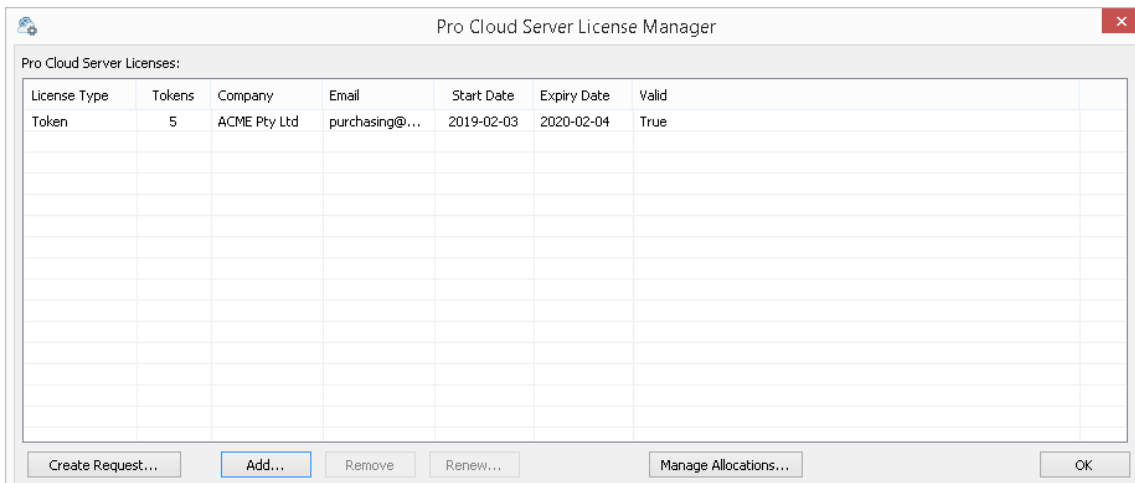 Pro Cloud Server License Manager
Pro Cloud Server Licenses:
License Type Tokens Company Email Start Date Expiry Date Valid
Token 5 ACME Pty Ltd purchasing@... 2019-02-03 2020-02-04 True
Create Request... Add... Remove Renew... Manage Allocations... OK